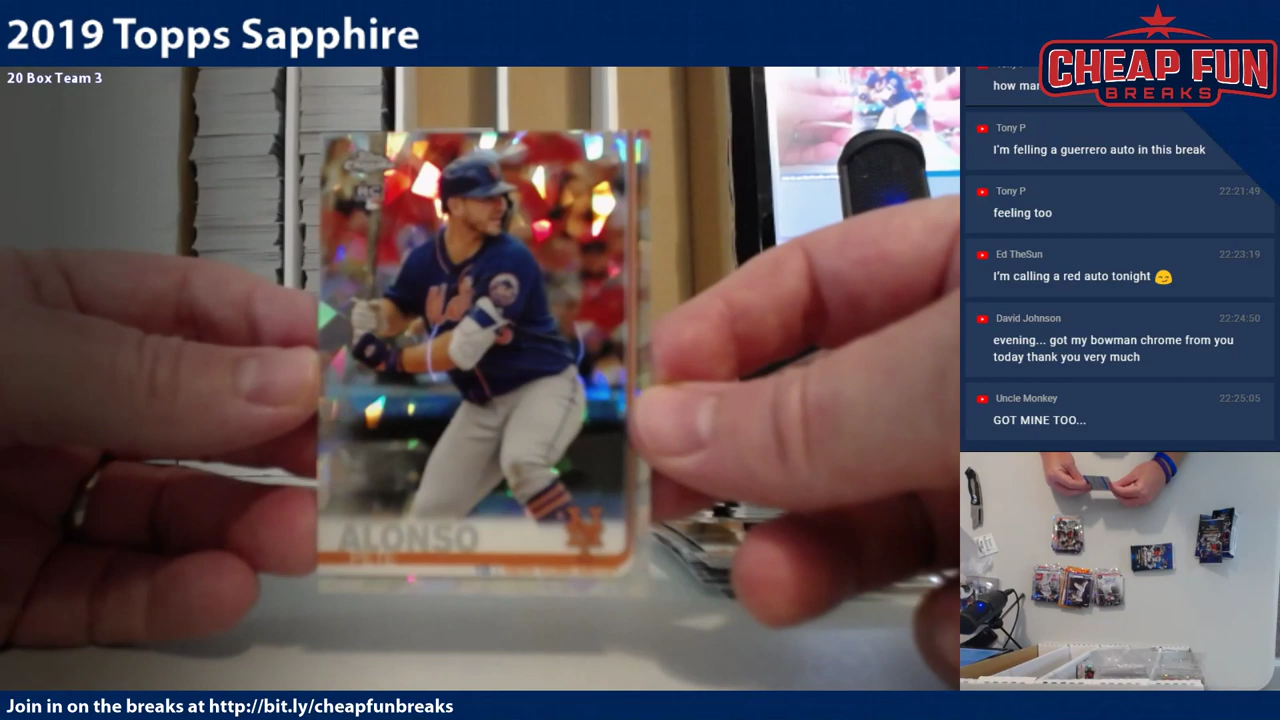 2019 Topps Sapphire
20 Box Team 3
CHEAP FUN
BREAKS
how
Tony P
I'm felling a guerrero auto in this break
Tony P 22:21:49
feeling too
Ed TheSun 22:23:19
I'm calling a red auto tonight 😏
David Johnson 22:24:50
evening... got my bowman chrome from you
today thank you very much
Uncle Monkey 22:25:05
GOT MINE TOO...
RC
ALONSO
PETE
Join in on the breaks at http://bit.ly/cheapfunbreaks